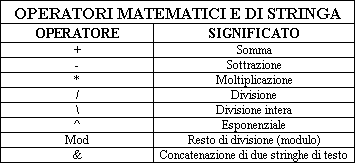 OPERATORI MATEMATICI E DI STRINGA
OPERATORE SIGNIFICATO
+ Somma
- Sottrazione
* Moltiplicazione
/ Divisione
\ Divisione intera
^ Esponenziale
Mod Resto di divisione (modulo)
& Concatenazione di due stringhe di testo